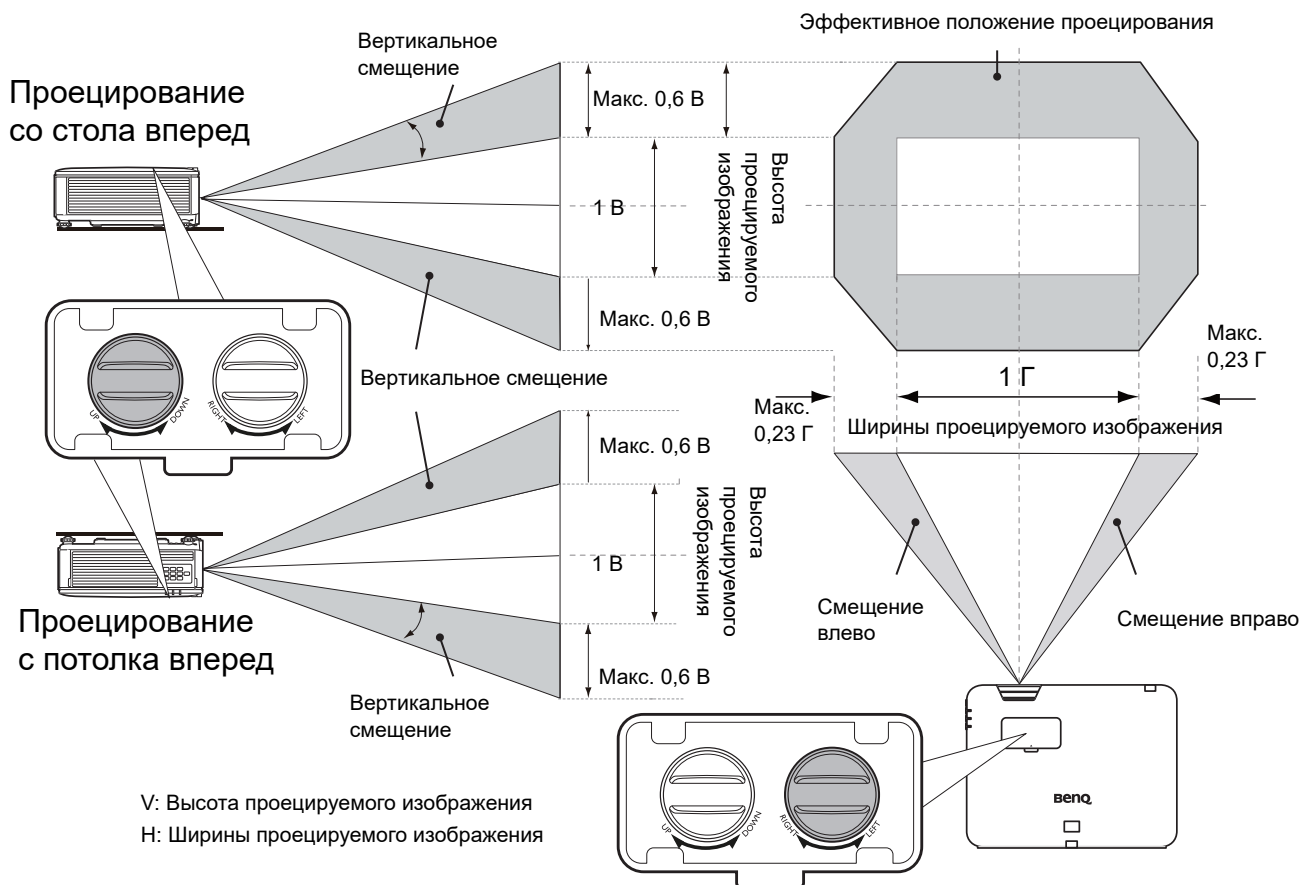 Эффективное положение проецирования
Вертикальное
смещение
Проецирование
со стола вперед
Макс. 0,6 В
1 В
Высота
проецируемого
изображения
Макс. 0,6 В
UP
DOWN
RIGHT
LEFT
Вертикальное смещение
Макс.
0,23 Г
1 Г
Макс.
0,23 Г
Ширины проецируемого изображения
Макс. 0,6 В
1 В
Высота
проецируемого
изображения
Макс. 0,6 В
Проецирование
с потолка вперед
Вертикальное
смещение
Смещение
влево
Смещение вправо
UP
DOWN
RIGHT
LEFT
BenQ
V: Высота проецируемого изображения
H: Ширины проецируемого изображения